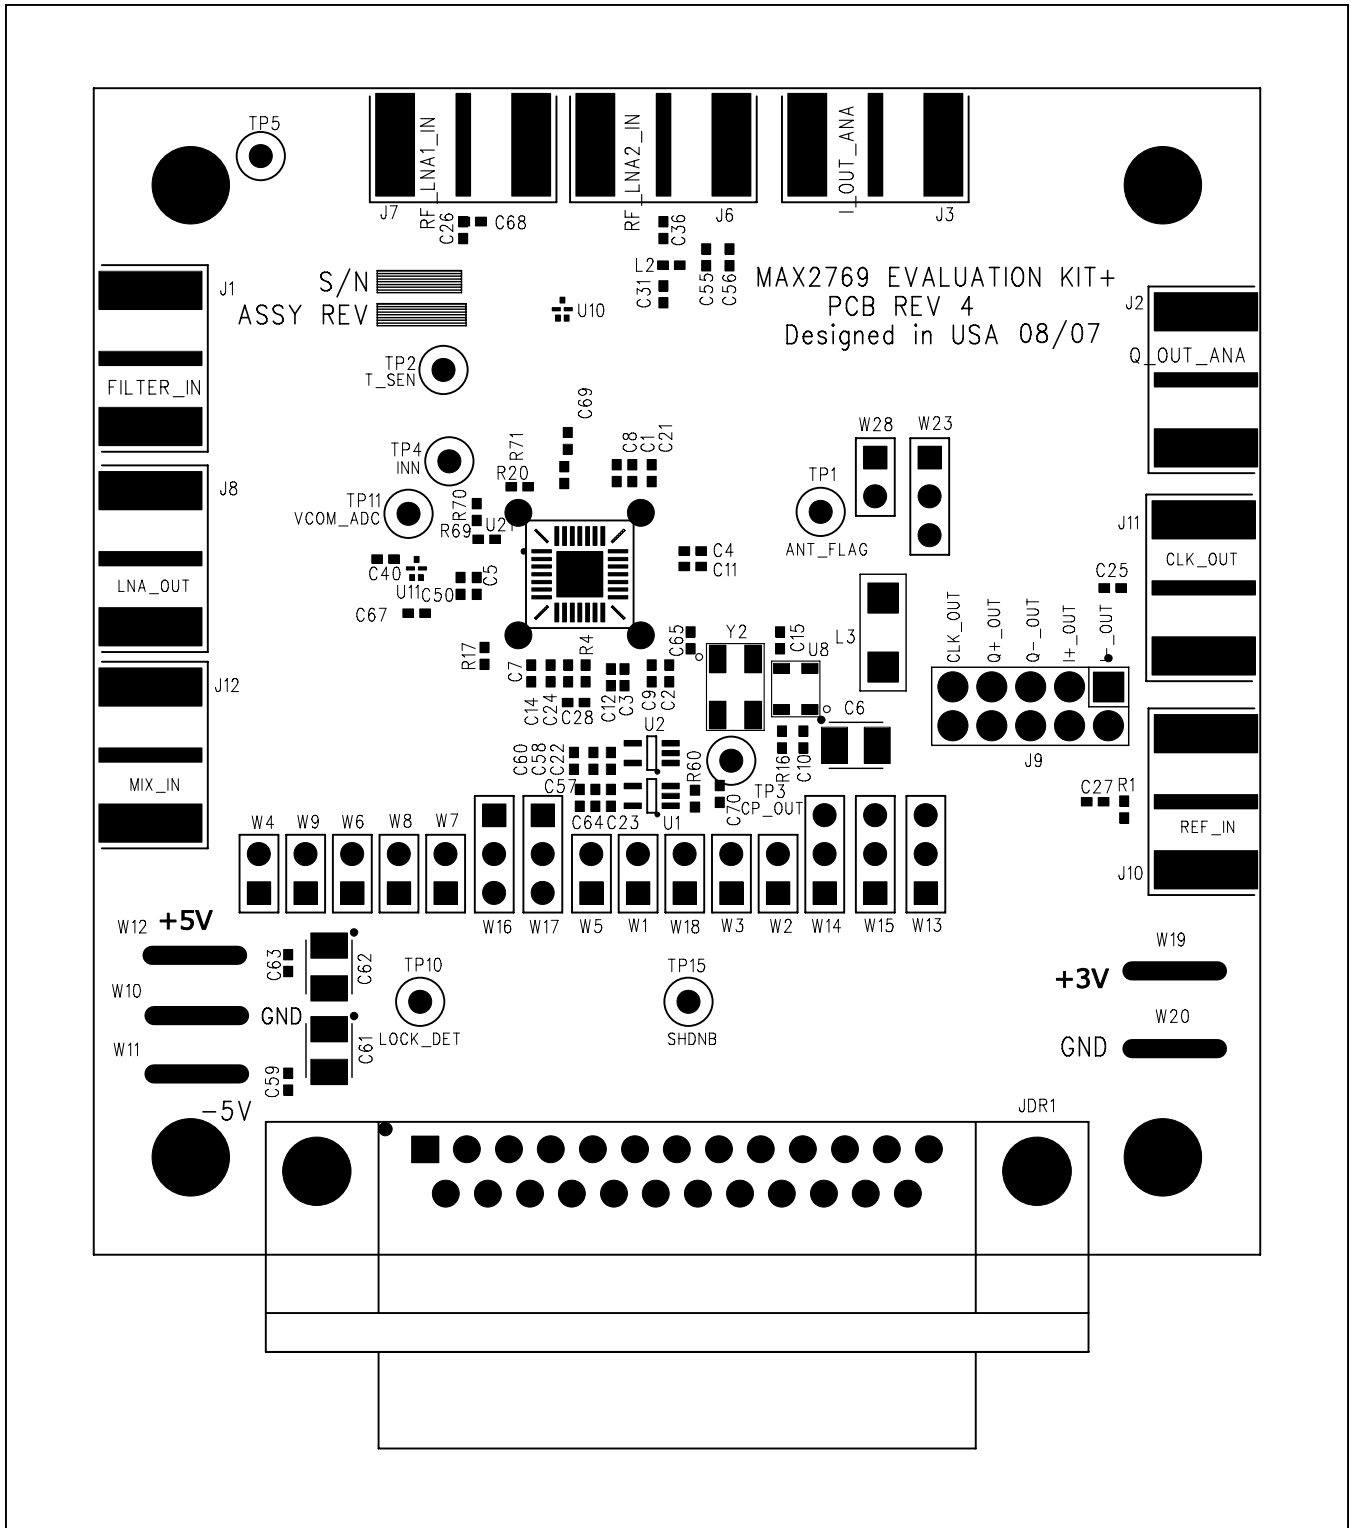 TP5
RF_LNA1_IN
RF_LNA2_IN
I_OUT_ANA
J7
J6
J3
C26
C68
C36
L2
C31
C55
C56
J1
S/N
ASSY REV
U10
MAX2769 EVALUATION KIT+
PCB REV 4
Designed in USA 08/07
J2
Q_OUT_ANA
FILTER_IN
TP2
T_SEN
C69
R71
C8
C1
C21
W28
W23
TP4
INN
R20
TP1
J8
TP11
VCOM_ADC
R70
R69
ANT_FLAG
J11
CLK_OUT
C4
C11
C40
U11
C50
C5
C67
LNA_OUT
C25
CLK_OUT
Q+_OUT
Q-_OUT
I+_OUT
R17
R4
C65
Y2
C15
U8
L3
J12
C7
C14
C24
C28
C12
C3
C9
C2
U2
C6
J9
MIX_IN
C60
C58
C22
C57
R60
C70
TP3
CP_OUT
R16
C10
C27
R1
REF_IN
J10
W4
W9
W6
W8
W7
C64
C23
U1
W16
W17
W5
W1
W18
W3
W2
W14
W15
W13
W12
+5V
C63
C62
TP10
LOCK_DET
TP15
SHDNB
W19
+3V
W10
GND
W20
GND
W11
C61
C59
-5V
JDR1